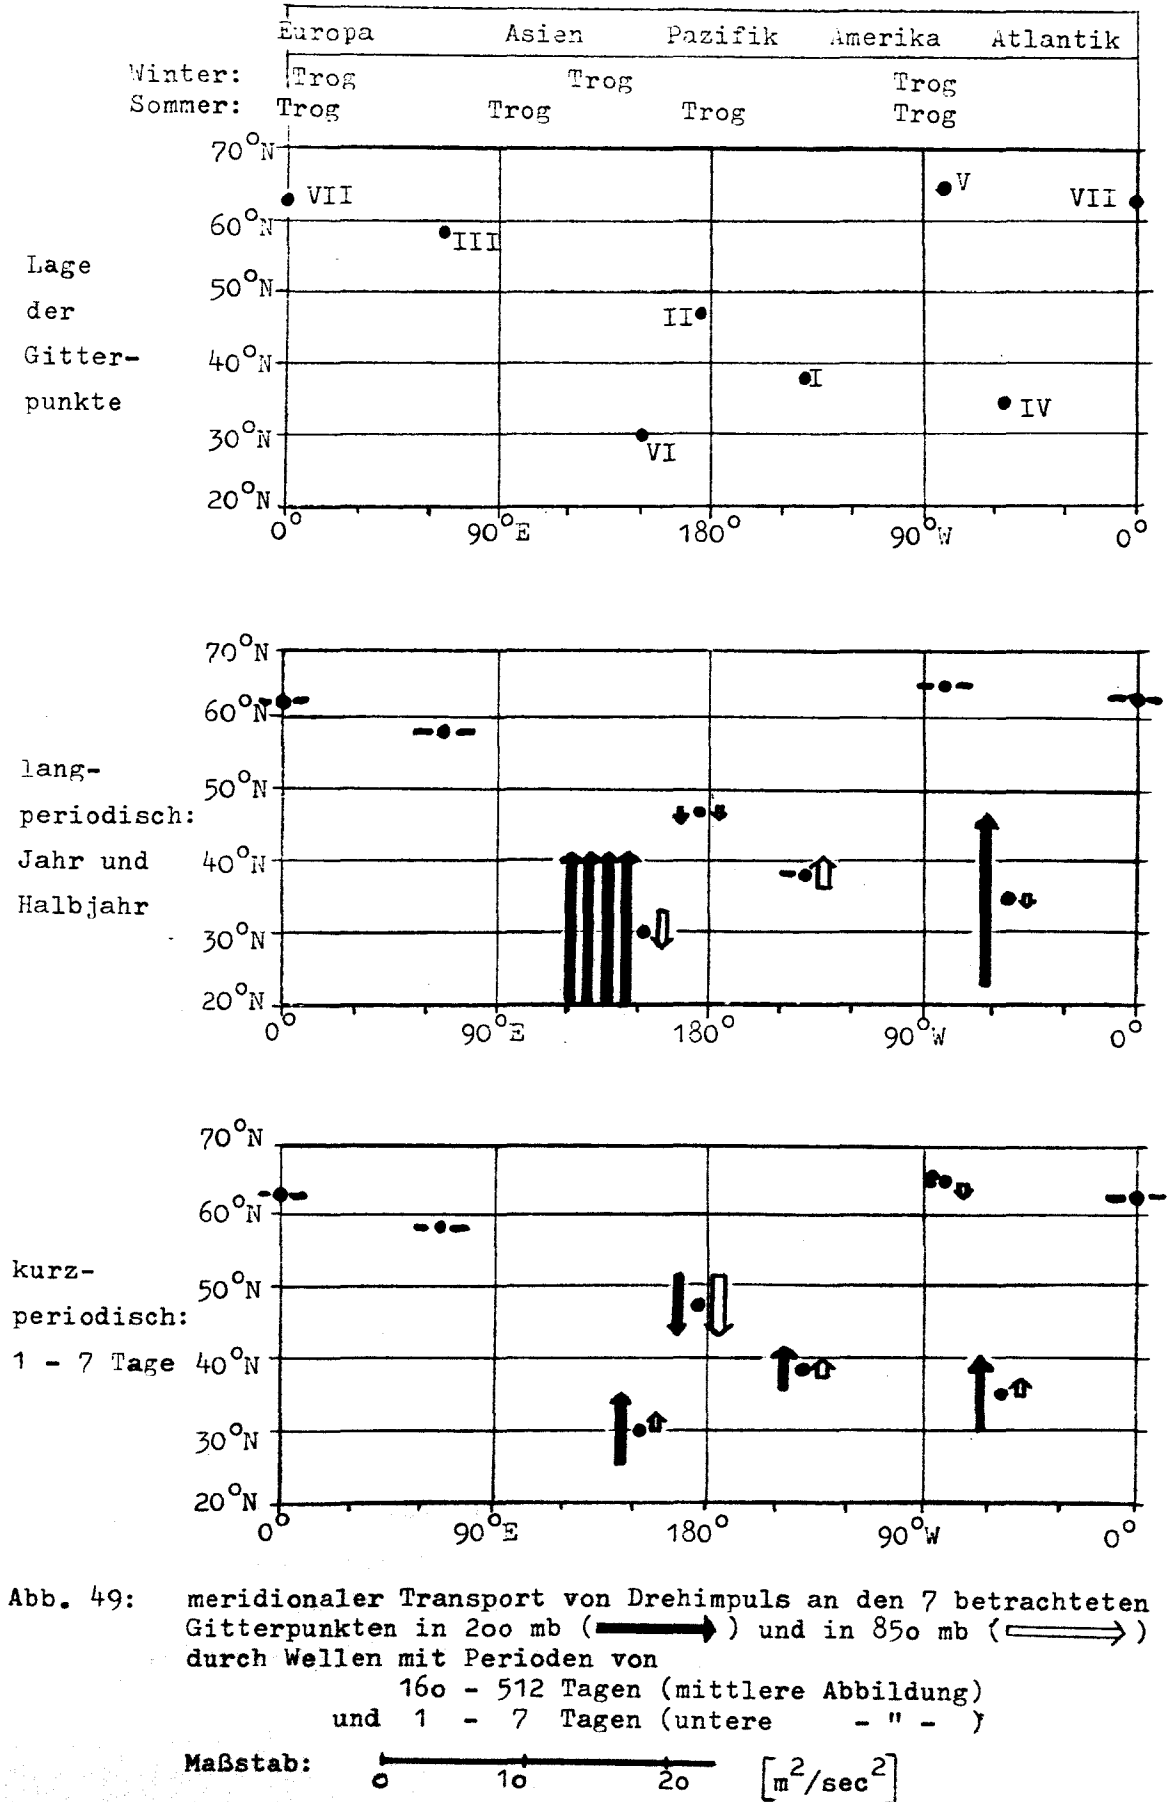 Europa Asien Pazifik Amerika Atlantik
Winter: Trog Trog Trog
Sommer: Trog Trog Trog Trog
70°N
VII V VII
60°N
III
Lage
50°N
der
II
Gitter-
40°N
I
punkte
IV
30°N
VI
20°N
0° 90°E 180° 90°W 0°
70°N
60°N
lang-
50°N
periodisch:
Jahr und 40°N
Halbjahr
30°N
20°N
0° 90°E 180° 90°W 0°
70°N
60°N
kurz-
50°N
periodisch:
1 - 7 Tage 40°N
30°N
20°N
0° 90°E 180° 90°W 0°
Abb. 49: meridionaler Transport von Drehimpuls an den 7 betrachteten
Gitterpunkten in 2oo mb ( ) und in 85o mb ( )
durch Wellen mit Perioden von
16o - 512 Tagen (mittlere Abbildung)
und 1 - 7 Tagen (untere - " - )
Maßstab: 0 1o 2o [m²/sec²]